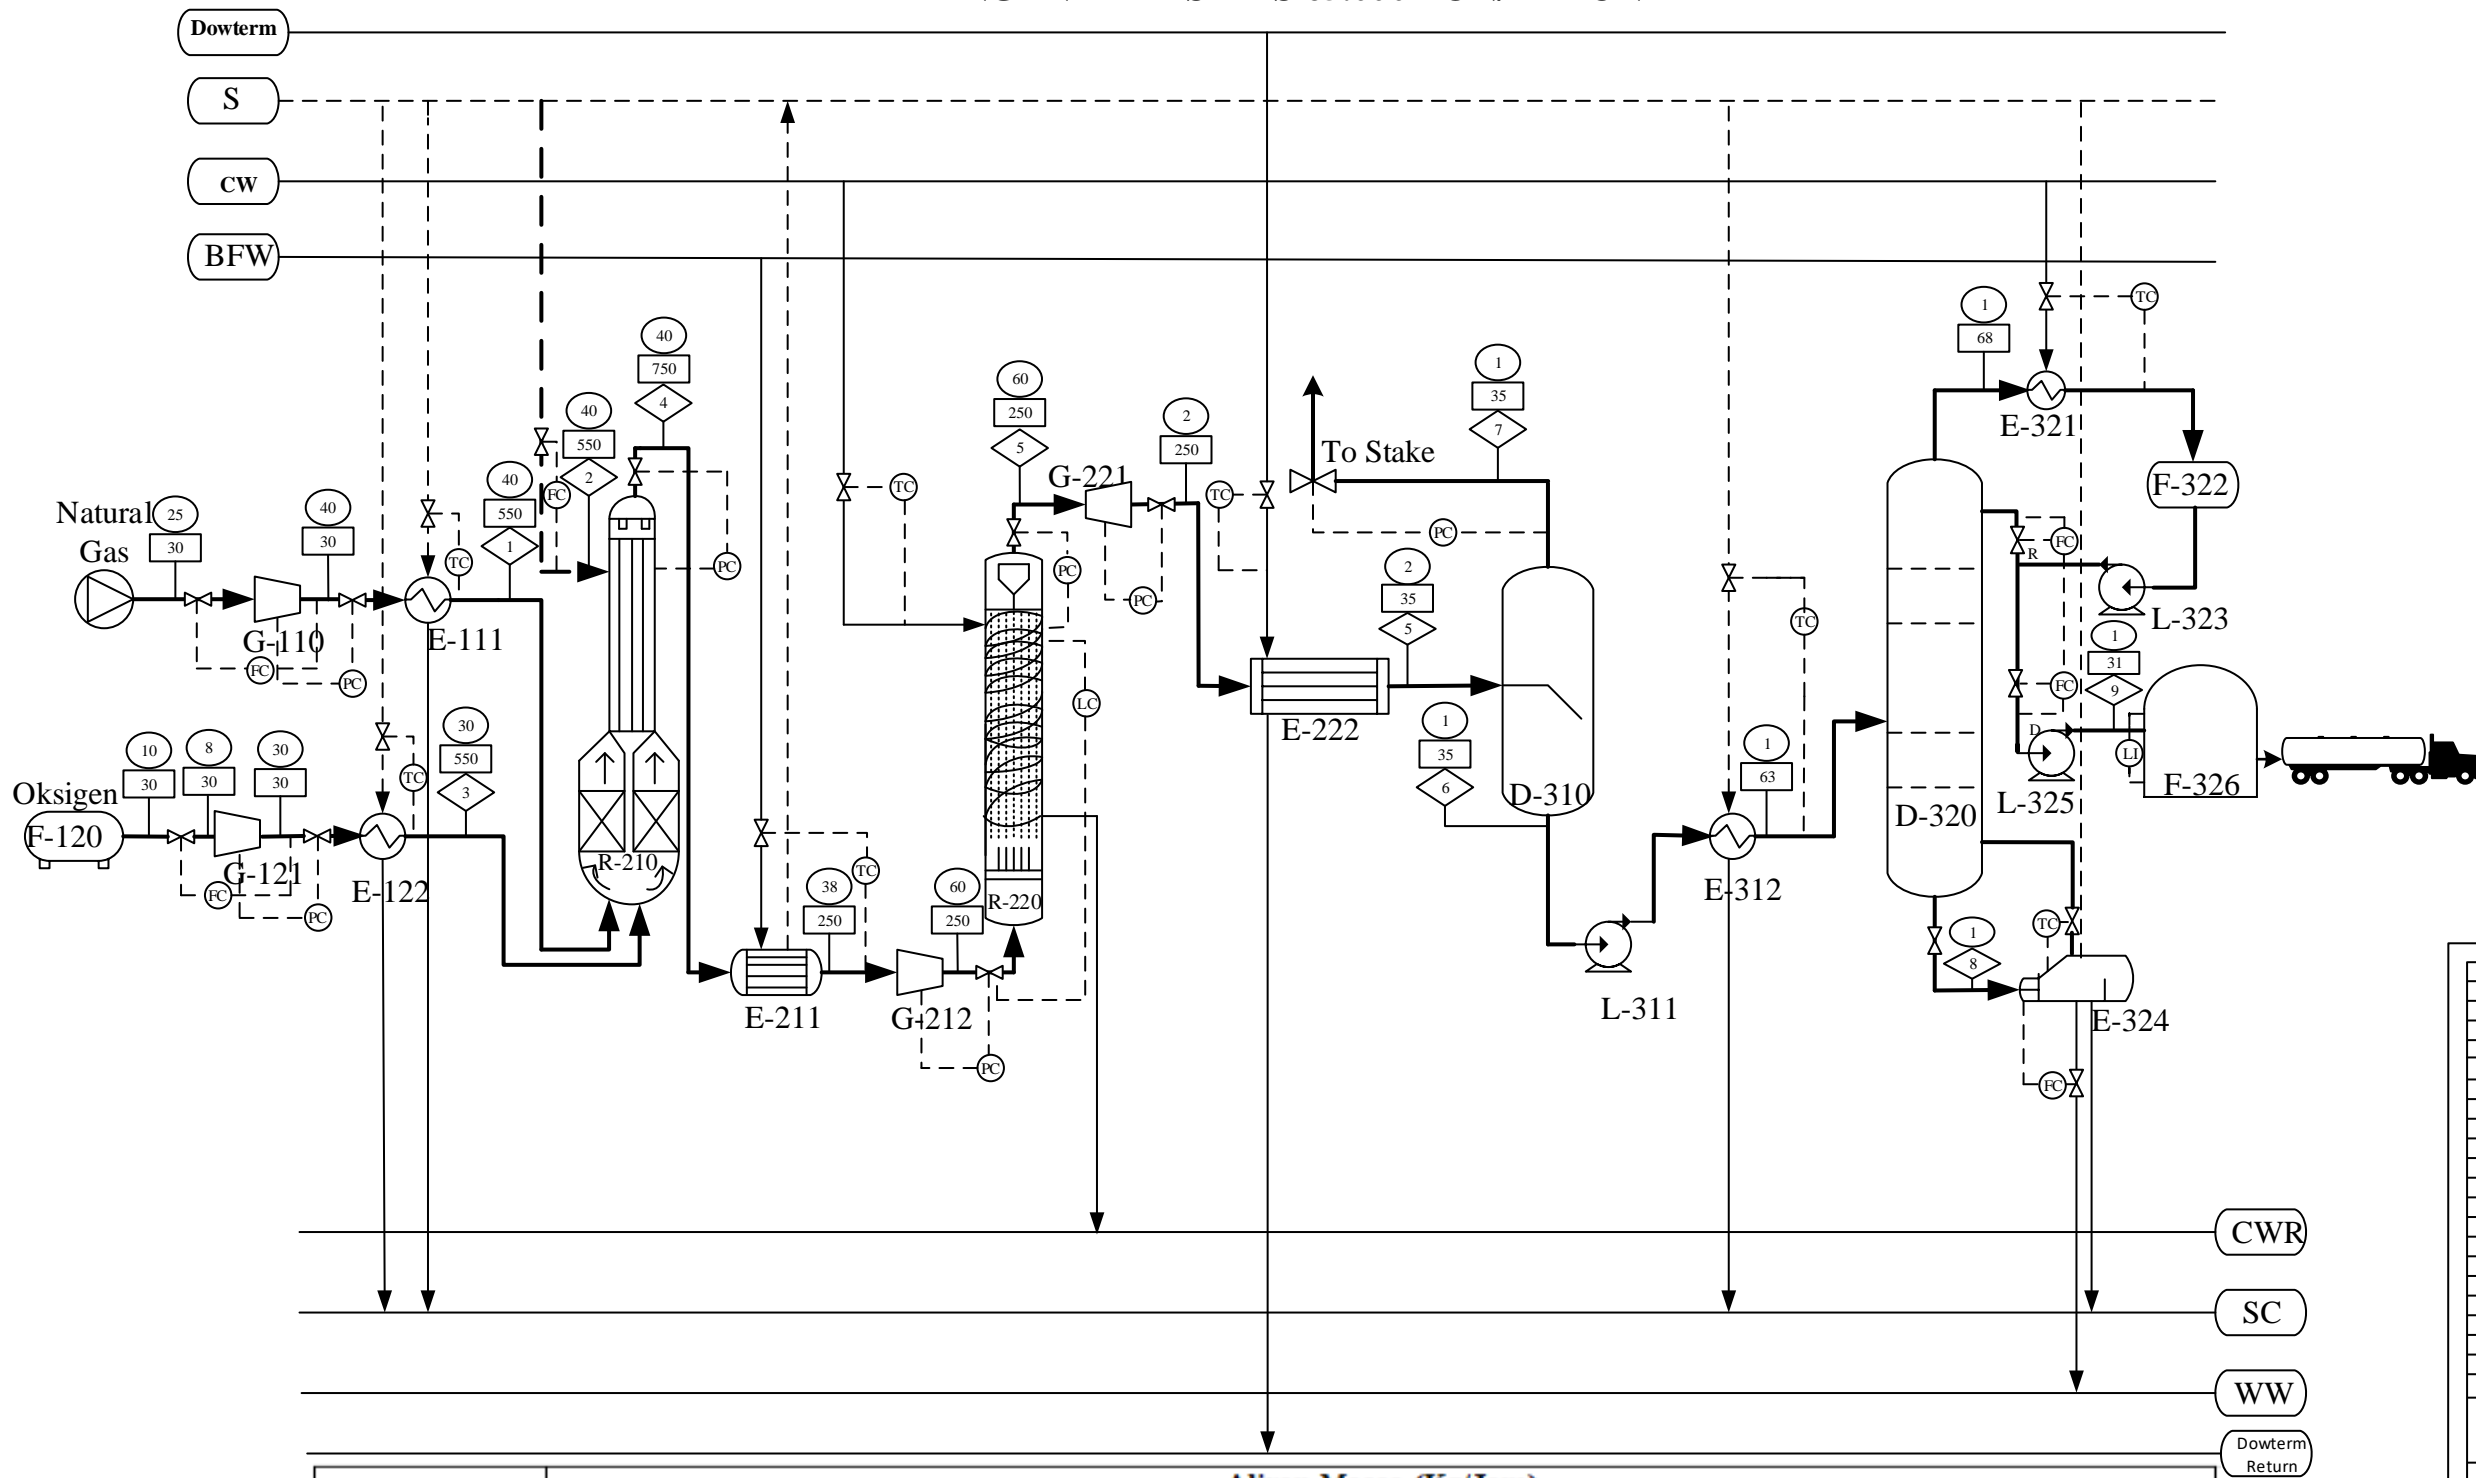 Dowterm
S
CW
BFW
1
68
TC
E-321
40
750
4
40
550
2
60
250
5
2
250
1
35
7
To Stake
G-221
F-322
Natural
Gas
25
30
40
30
40
550
1
FC
TC
TC
TC
PC
PC
PC
PC
FC
R
L-323
G-110
E-111
FC
PC
2
35
5
TC
1
31
9
FC
LC
E-222
1
35
6
D-310
1
63
D
L-325
LI
F-326
Oksigen
F-120
10
30
8
30
30
30
30
550
3
TC
G-121
E-122
FC
PC
R-210
TC
38
250
60
250
R-220
E-211
G-212
PC
D-320
E-312
L-311
TC
1
8
E-324
FC
CWR
SC
WW
Dowterm
Return